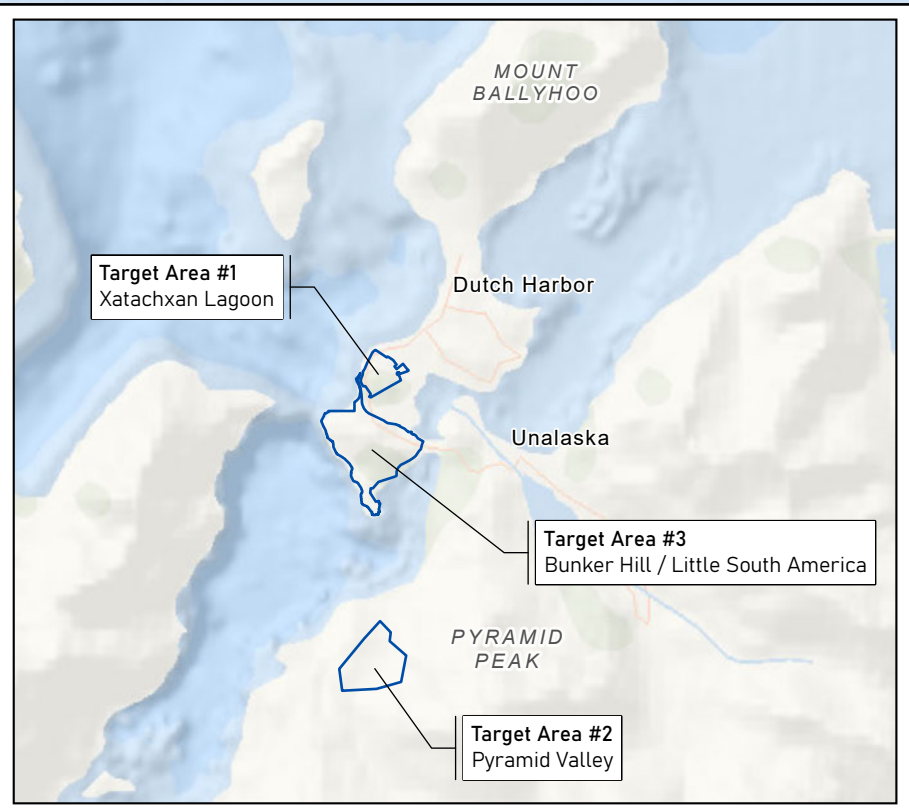 MOUNT
BALLYHOO
Target Area #1
Xatachxan Lagoon
Dutch Harbor
Unalaska
Target Area #3
Bunker Hill / Little South America
PYRAMID
PEAK
Target Area #2
Pyramid Valley